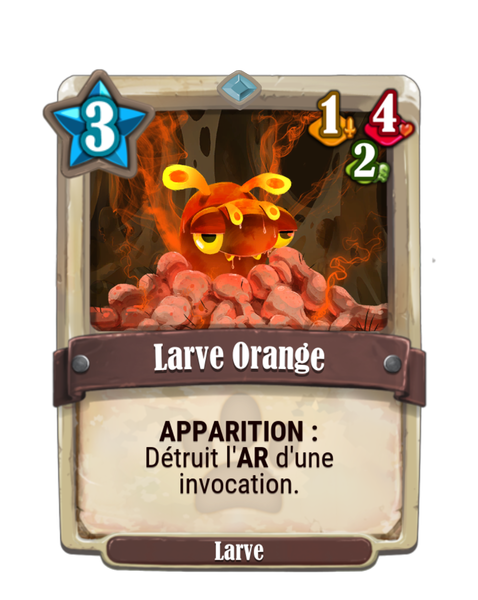 3
1
4
2
Larve Orange
APPARITION :
Détruit l'AR d'une
invocation.
Larve